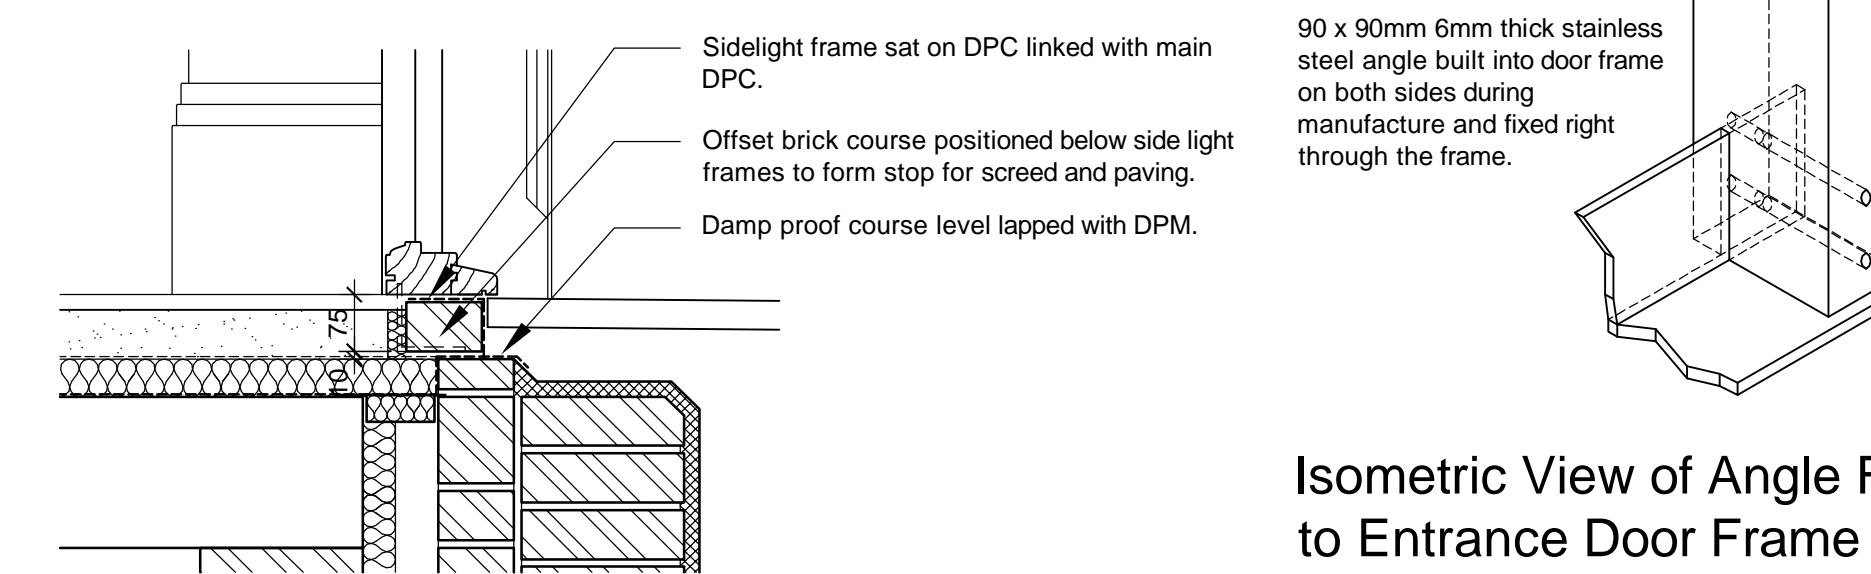 Sidelight frame sat on DPC linked with main
DPC.
Offset brick course positioned below side light
frames to form stop for screed and paving.
Damp proof course level lapped with DPM.
75
10
90 x 90mm 6mm thick stainless
steel angle built into door frame
on both sides during
manufacture and fixed right
through the frame.
Isometric View of Angle
to Entrance Door Frame